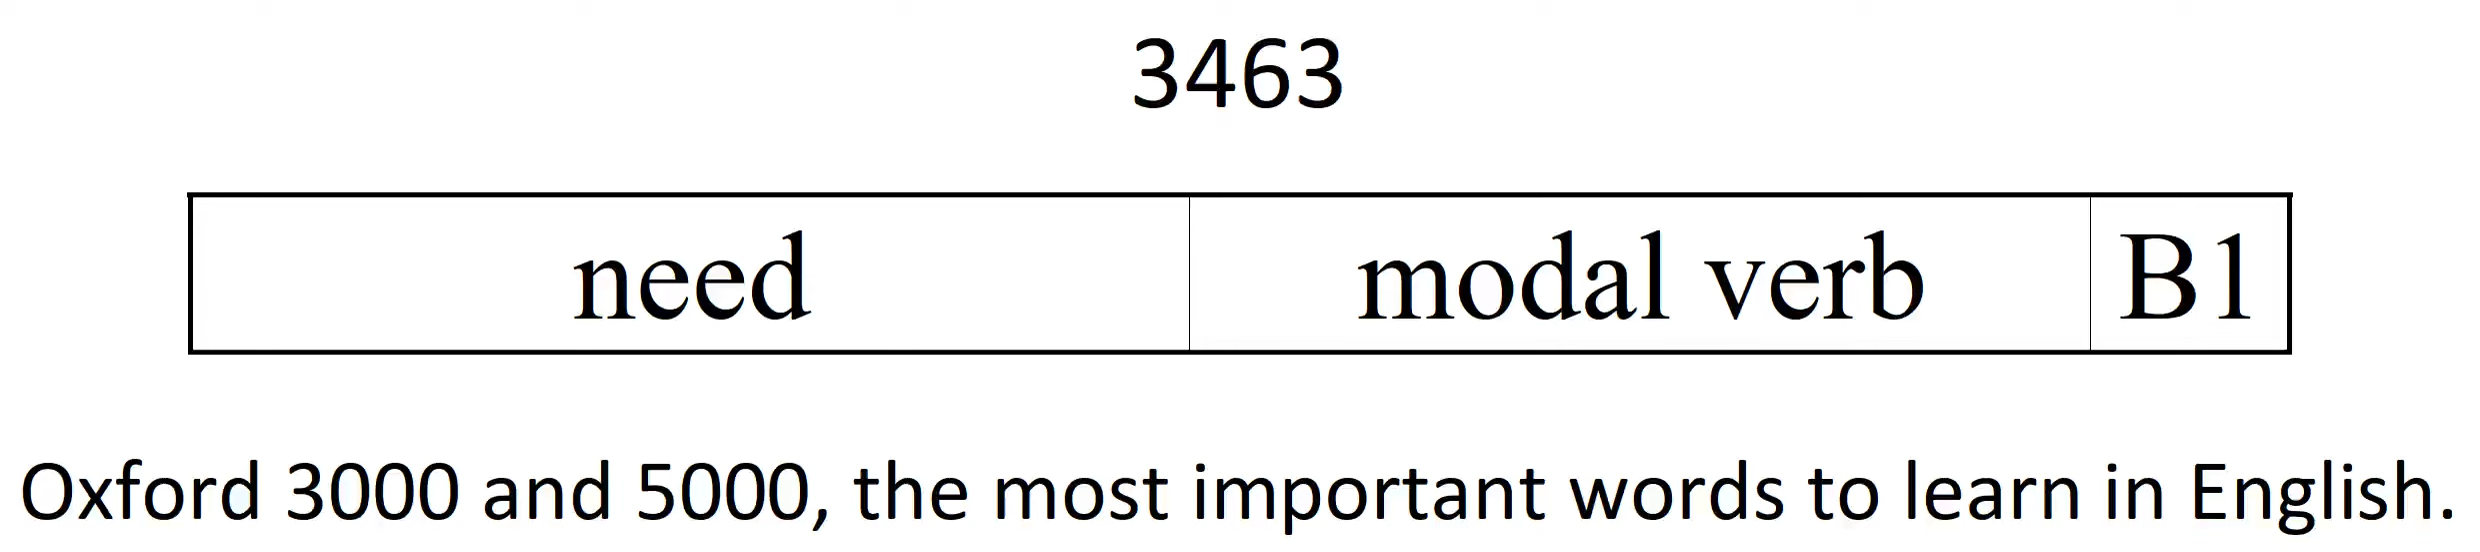 3463
need modal verb B1
Oxford 3000 and 5000, the most important words to learn in English.